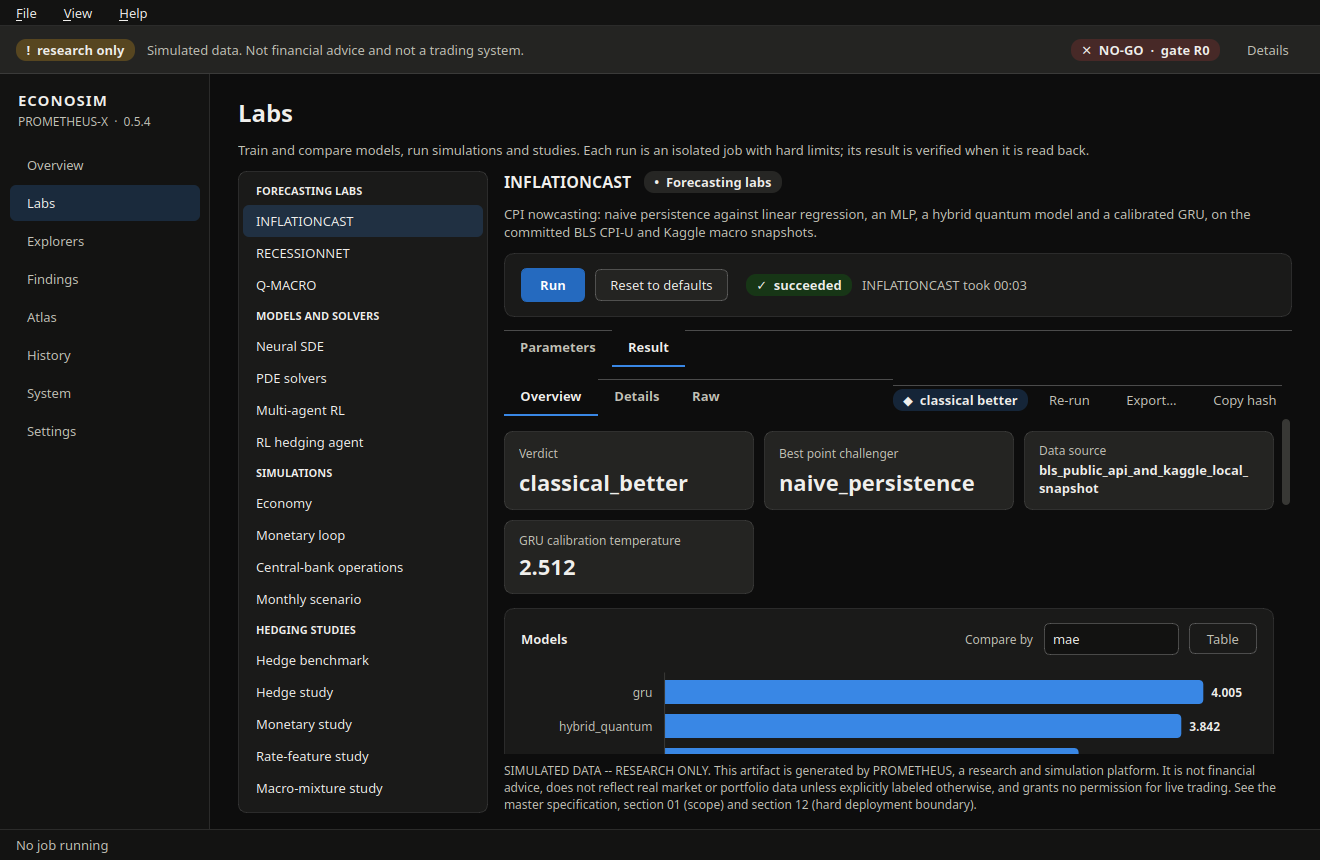 File View Help
! research only Simulated data. Not financial advice and not a trading system. × NO-GO · gate R0 Details
ECONOSIM
PROMETHEUS-X · 0.5.4
Overview
Labs
Explorers
Findings
Atlas
History
System
Settings
Labs
Train and compare models, run simulations and studies. Each run is an isolated job with hard limits; its result is verified when it is read back.
FORECASTING LABS
INFLATIONCAST
RECESSIONNET
Q-MACRO
MODELS AND SOLVERS
Neural SDE
PDE solvers
Multi-agent RL
RL hedging agent
SIMULATIONS
Economy
Monetary loop
Central-bank operations
Monthly scenario
HEDGING STUDIES
Hedge benchmark
Hedge study
Monetary study
Rate-feature study
Macro-mixture study
INFLATIONCAST • Forecasting labs
CPI nowcasting: naive persistence against linear regression, an MLP, a hybrid quantum model and a calibrated GRU, on the
committed BLS CPI-U and Kaggle macro snapshots.
Run Reset to defaults ✓ succeeded INFLATIONCAST took 00:03
Parameters Result
Overview Details Raw ◆ classical better Re-run Export... Copy hash
Verdict
classical_better
Best point challenger
naive_persistence
Data source
bls_public_api_and_kaggle_local_
snapshot
GRU calibration temperature
2.512
Models Compare by mae Table
gru 4.005
hybrid_quantum 3.842
SIMULATED DATA -- RESEARCH ONLY. This artifact is generated by PROMETHEUS, a research and simulation platform. It is not financial
advice, does not reflect real market or portfolio data unless explicitly labeled otherwise, and grants no permission for live trading. See the
master specification, section 01 (scope) and section 12 (hard deployment boundary).
No job running